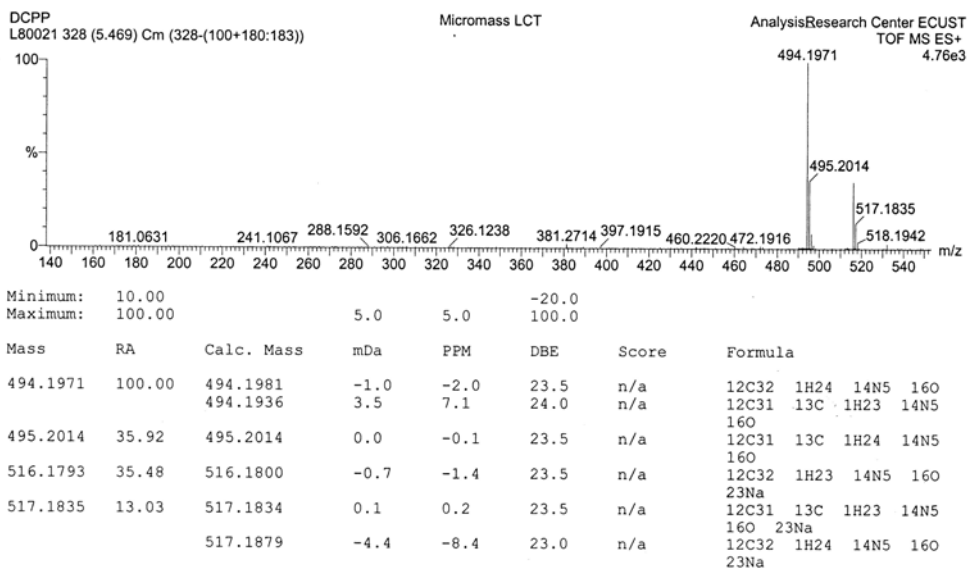 DCPP Micromass LCT AnalysisResearch Center ECUST
L80021 328 (5.469) Cm (328-(100+180:183)) TOF MS ES+
494.1971 4.76e3
100
%
495.2014
517.1835
181.0631 241.1067 288.1592 306.1662 326.1238 381.2714 397.1915 460.2220 472.1916 518.1942
0 m/z
140 160 180 200 220 240 260 280 300 320 340 360 380 400 420 440 460 480 500 520 540
Minimum: 10.00 -20.0
Maximum: 100.00 5.0 5.0 100.0
Mass RA Calc. Mass mDa PPM DBE Score Formula
494.1971 100.00 494.1981 -1.0 -2.0 23.5 n/a 12C32 1H24 14N5 16O
494.1936 3.5 7.1 24.0 n/a 12C31 13C 1H23 14N5
16O
495.2014 35.92 495.2014 0.0 -0.1 23.5 n/a 12C31 13C 1H24 14N5
16O
516.1793 35.48 516.1800 -0.7 -1.4 23.5 n/a 12C32 1H23 14N5 16O
23Na
517.1835 13.03 517.1834 0.1 0.2 23.5 n/a 12C31 13C 1H23 14N5
16O 23Na
517.1879 -4.4 -8.4 23.0 n/a 12C32 1H24 14N5 16O
23Na